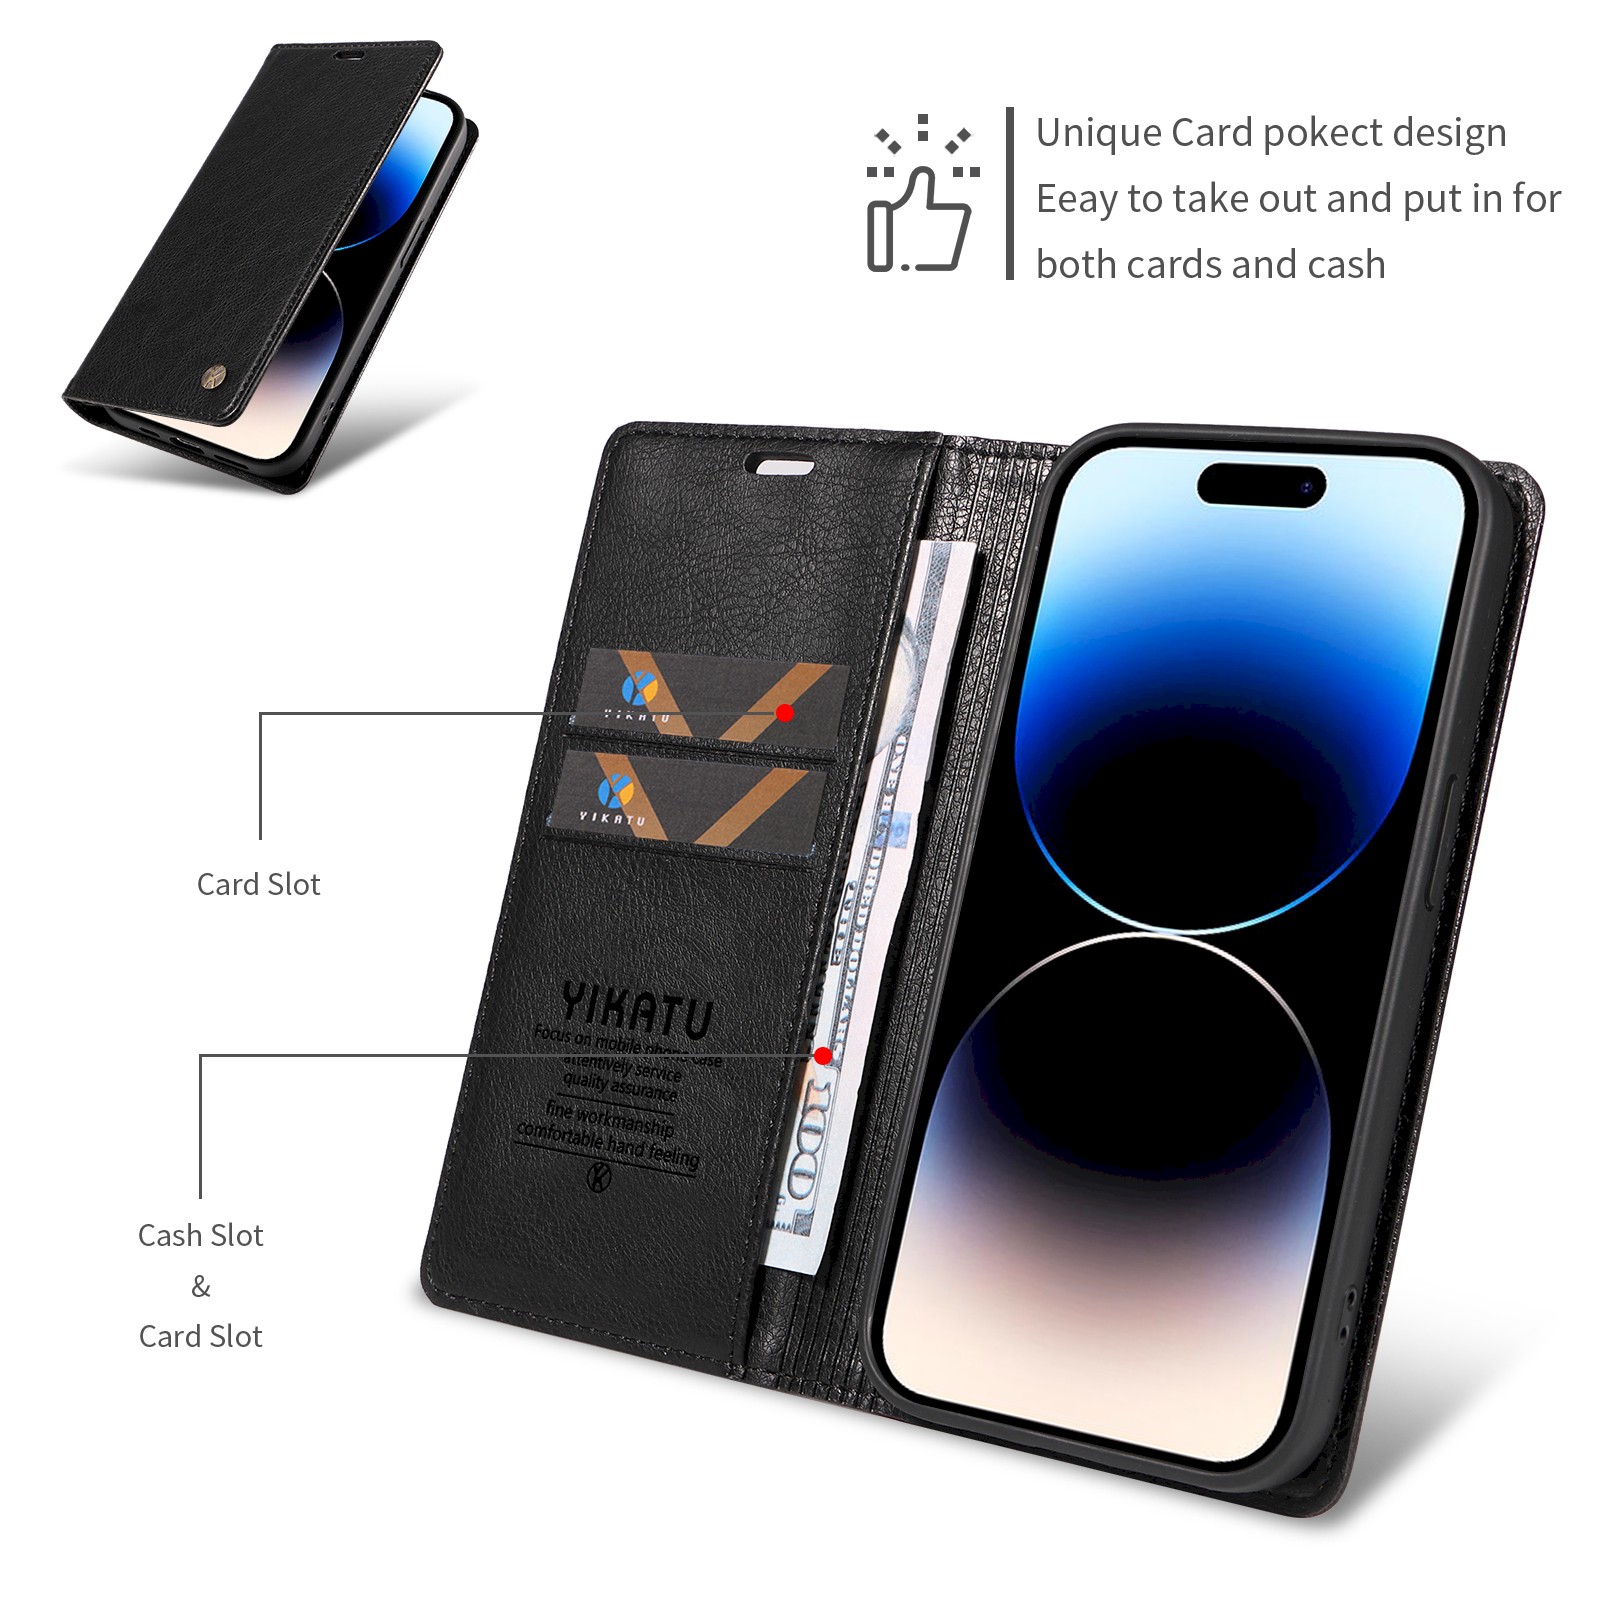 Unique Card pokect design
Eeay to take out and put in for
both cards and cash
YIKATU
YIKATU
Card Slot
YIKATU
Focus on mobile phone case
attentively service
quality assurance
fine workmanship
comfortable hand feeling
100
Cash Slot
&
Card Slot